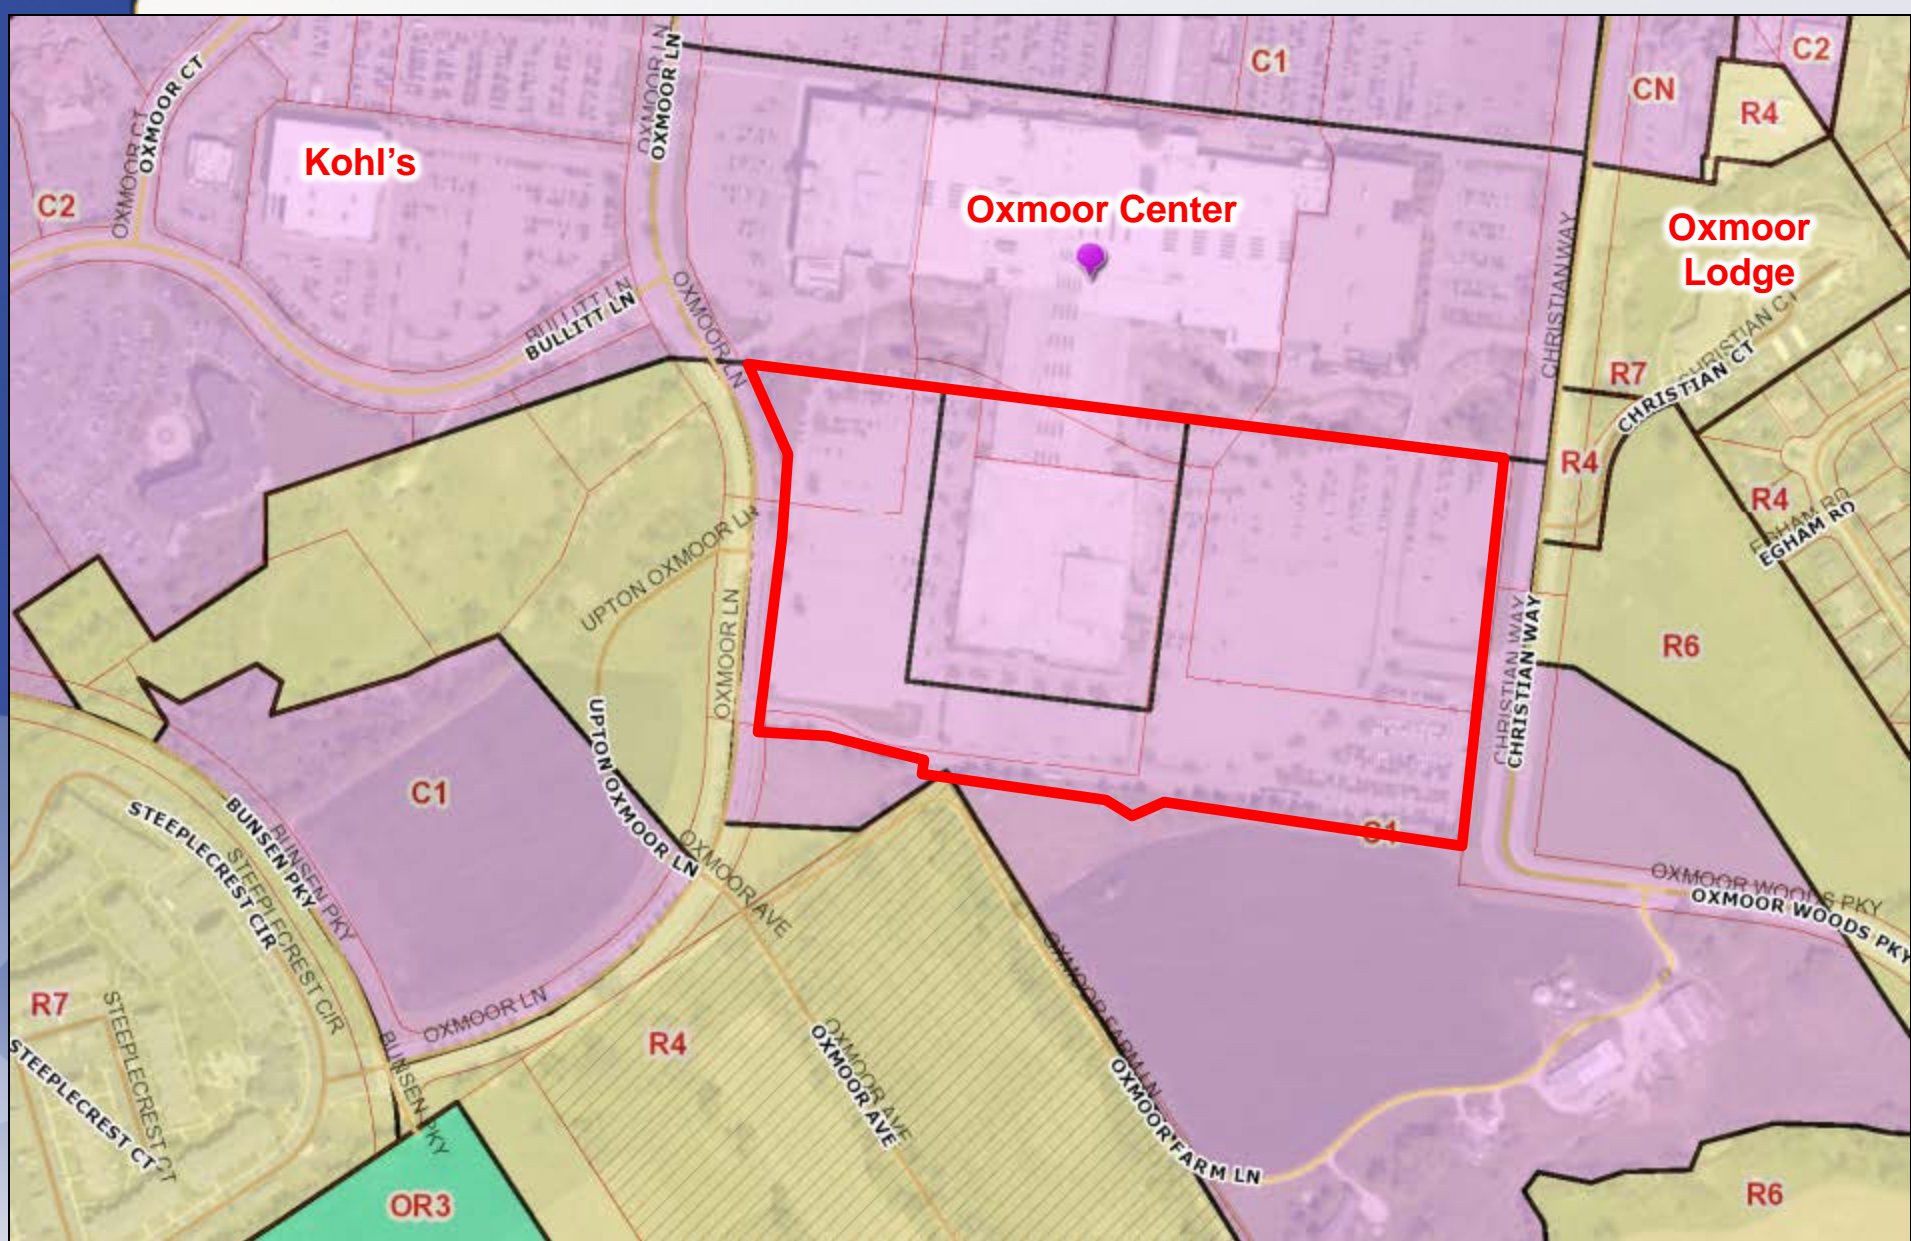 C1
C2
CN
R4
OXMOOR LN
OXMOOR LN
OXMOOR CT
OXMOOR CT
Kohl's
C2
Oxmoor Center
Oxmoor
Lodge
CHRISTIAN WAY
BULLITT LN
BULLITT LN
OXMOOR LN
CHRISTIAN CT
CHRISTIAN CT
R7
R4
R4
EGHAM RD
EGHAM RD
UPTON OXMOOR LN
OXMOOR LN
CHRISTIAN WAY
CHRISTIAN WAY
R6
UPTON OXMOOR LN
C1
C1
STEEPLECREST CIR
STEEPLECREST CIR
BUNSEN PKY
BUNSEN PKY
OXMOOR AVE
OXMOOR WOODS PKY
OXMOOR WOODS PKY
R7
STEEPLECREST CT
STEEPLECREST CT
OXMOOR LN
BUNSEN PKY
R4
OXMOOR AVE
OXMOOR AVE
OXMOOR FARM LN
OXMOOR FARM LN
OR3
R6